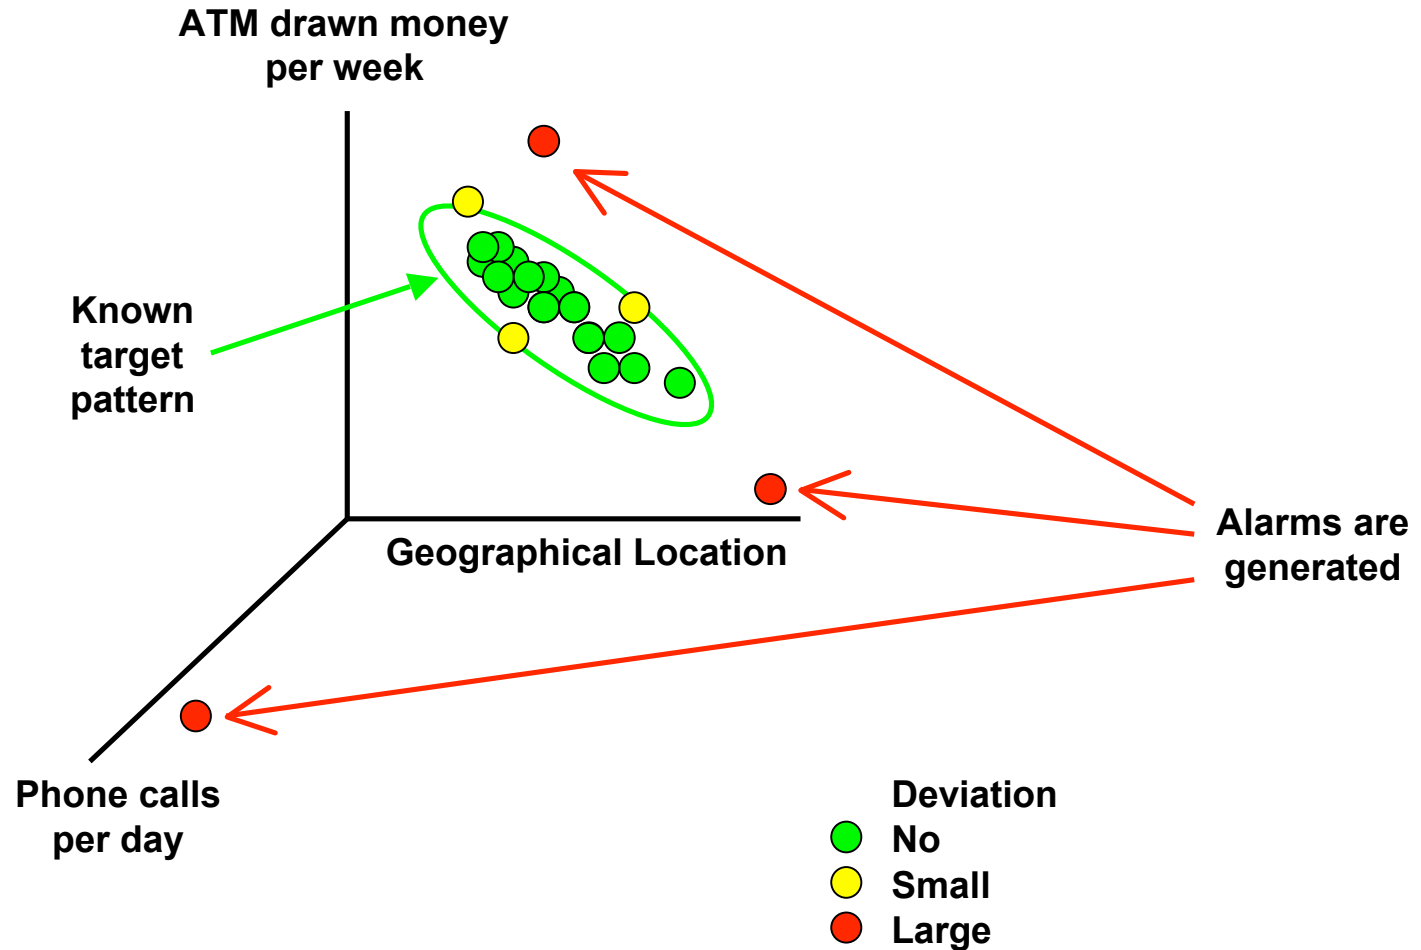 ATM drawn money
per week
Known
target
pattern
Geographical Location
Alarms are
generated
Phone calls
per day
Deviation
No
Small
Large